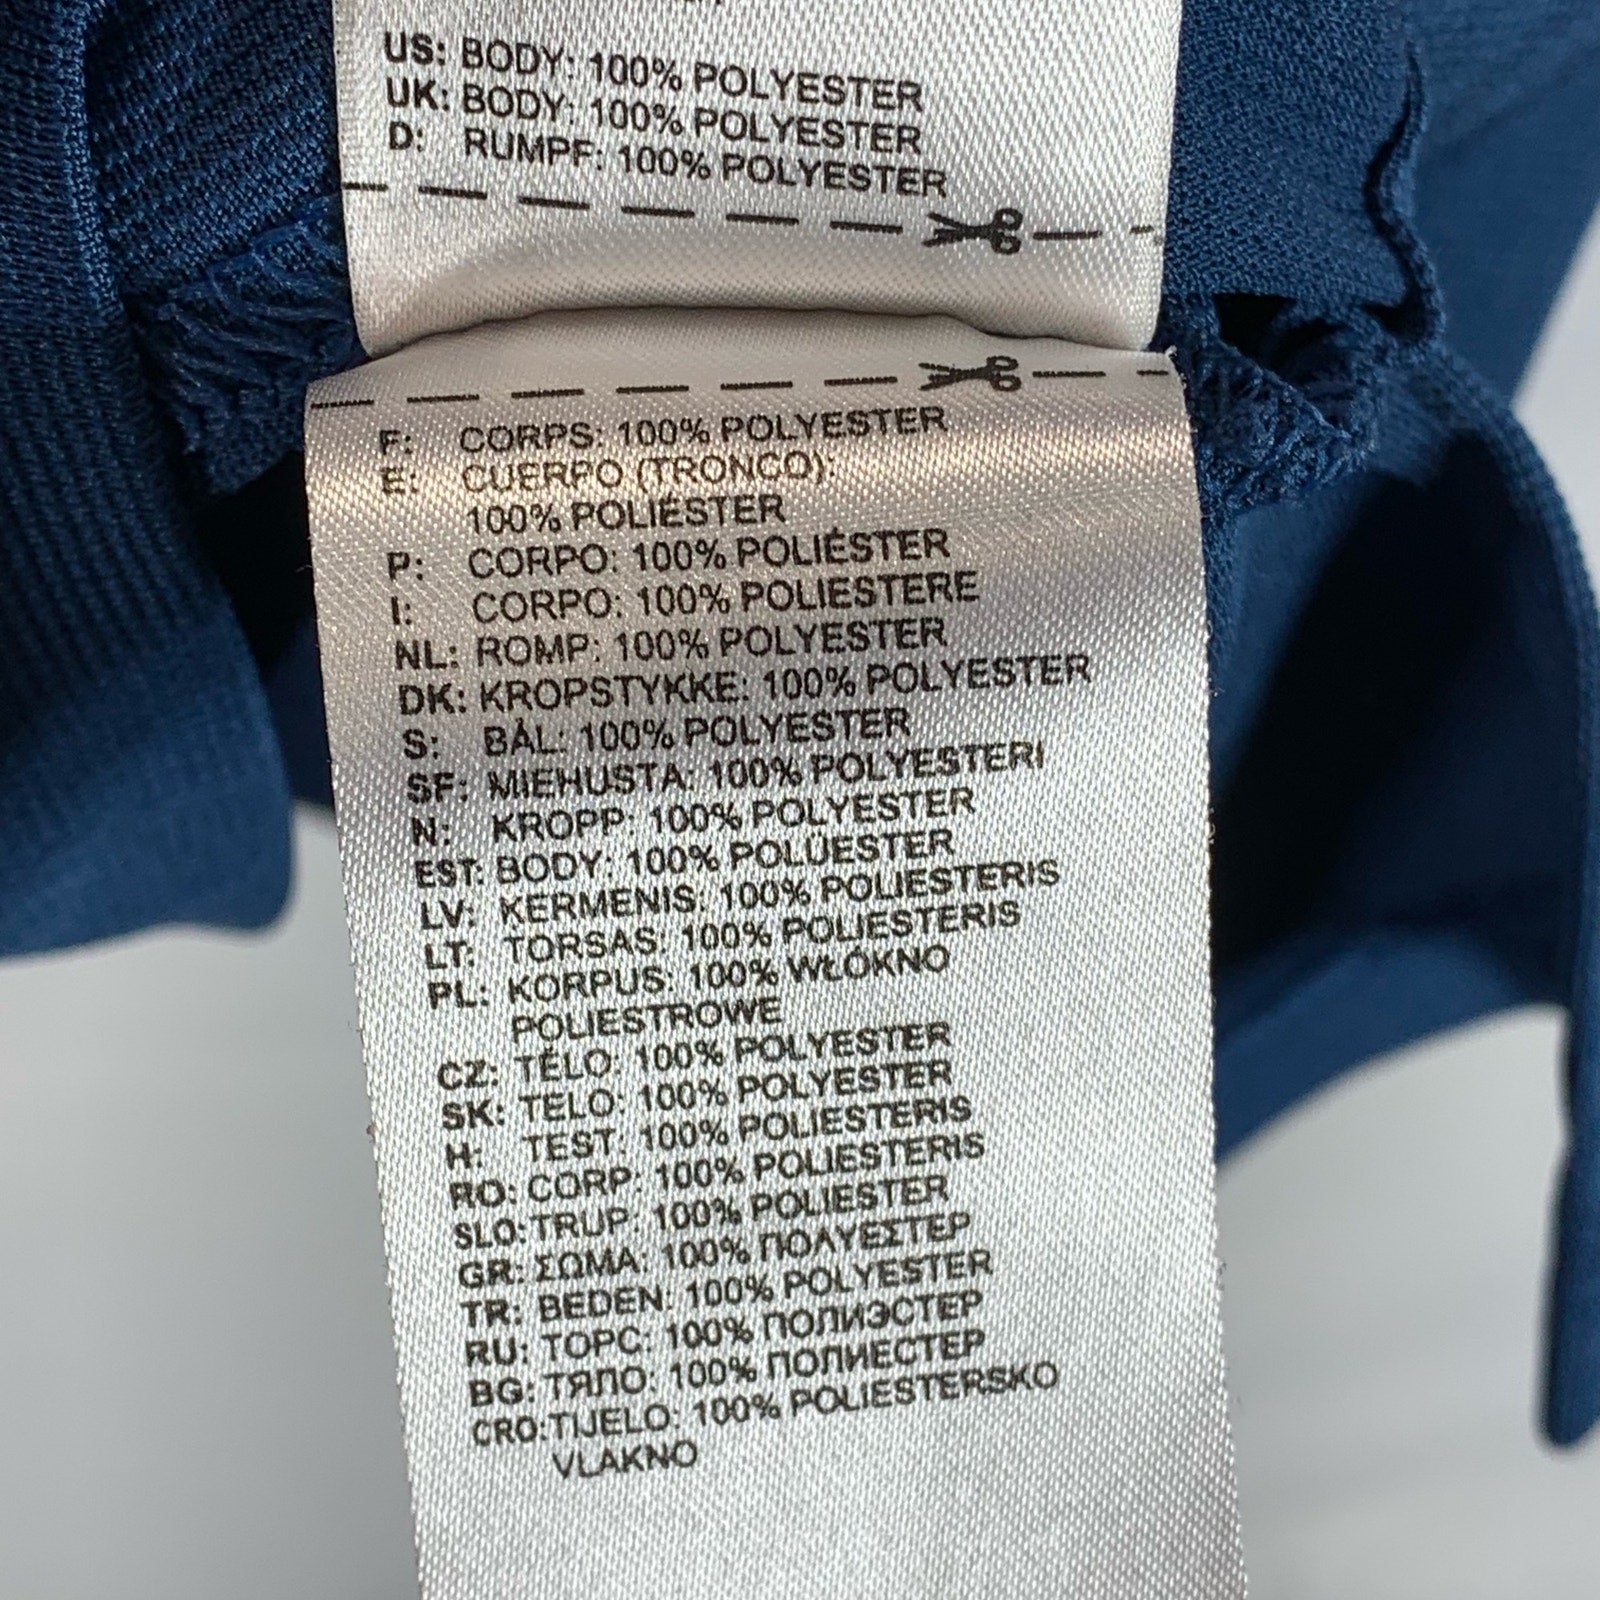 US: BODY: 100% POLYESTER
UK: BODY: 100% POLYESTER
D: RUMPF: 100% POLYESTER
F: CORPS: 100% POLYESTER
E: CUERPO (TRONCO):
100% POLIÉSTER
P: CORPO: 100% POLIÉSTER
I: CORPO: 100% POLIESTERE
NL: ROMP: 100% POLYESTER
DK: KROPSTYKKE: 100% POLYESTER
S: BÅL: 100% POLYESTER
SF: MIEHUSTA: 100% POLYESTERI
N: KROPP: 100% POLYESTER
EST: BODY: 100% POLÜESTER
LV: KERMENIS: 100% POLIESTERIS
LT: TORSAS: 100% POLIESTERIS
PL: KORPUS: 100% WŁÓKNO
POLIESTROWE
CZ: TĚLO: 100% POLYESTER
SK: TELO: 100% POLYESTER
H: TEST: 100% POLIESTERIS
RO: CORP: 100% POLIESTERIS
SLO: TRUP: 100% POLIESTER
GR: ΣΩΜΑ: 100% ΠΟΛΥΕΣΤΕΡ
TR: BEDEN: 100% POLYESTER
RU: ТОРС: 100% ПОЛИЭСТЕР
BG: ТЯЛО: 100% ПОЛИЕСТЕР
CRO: TIJELO: 100% POLIESTERSKO
VLAKNO